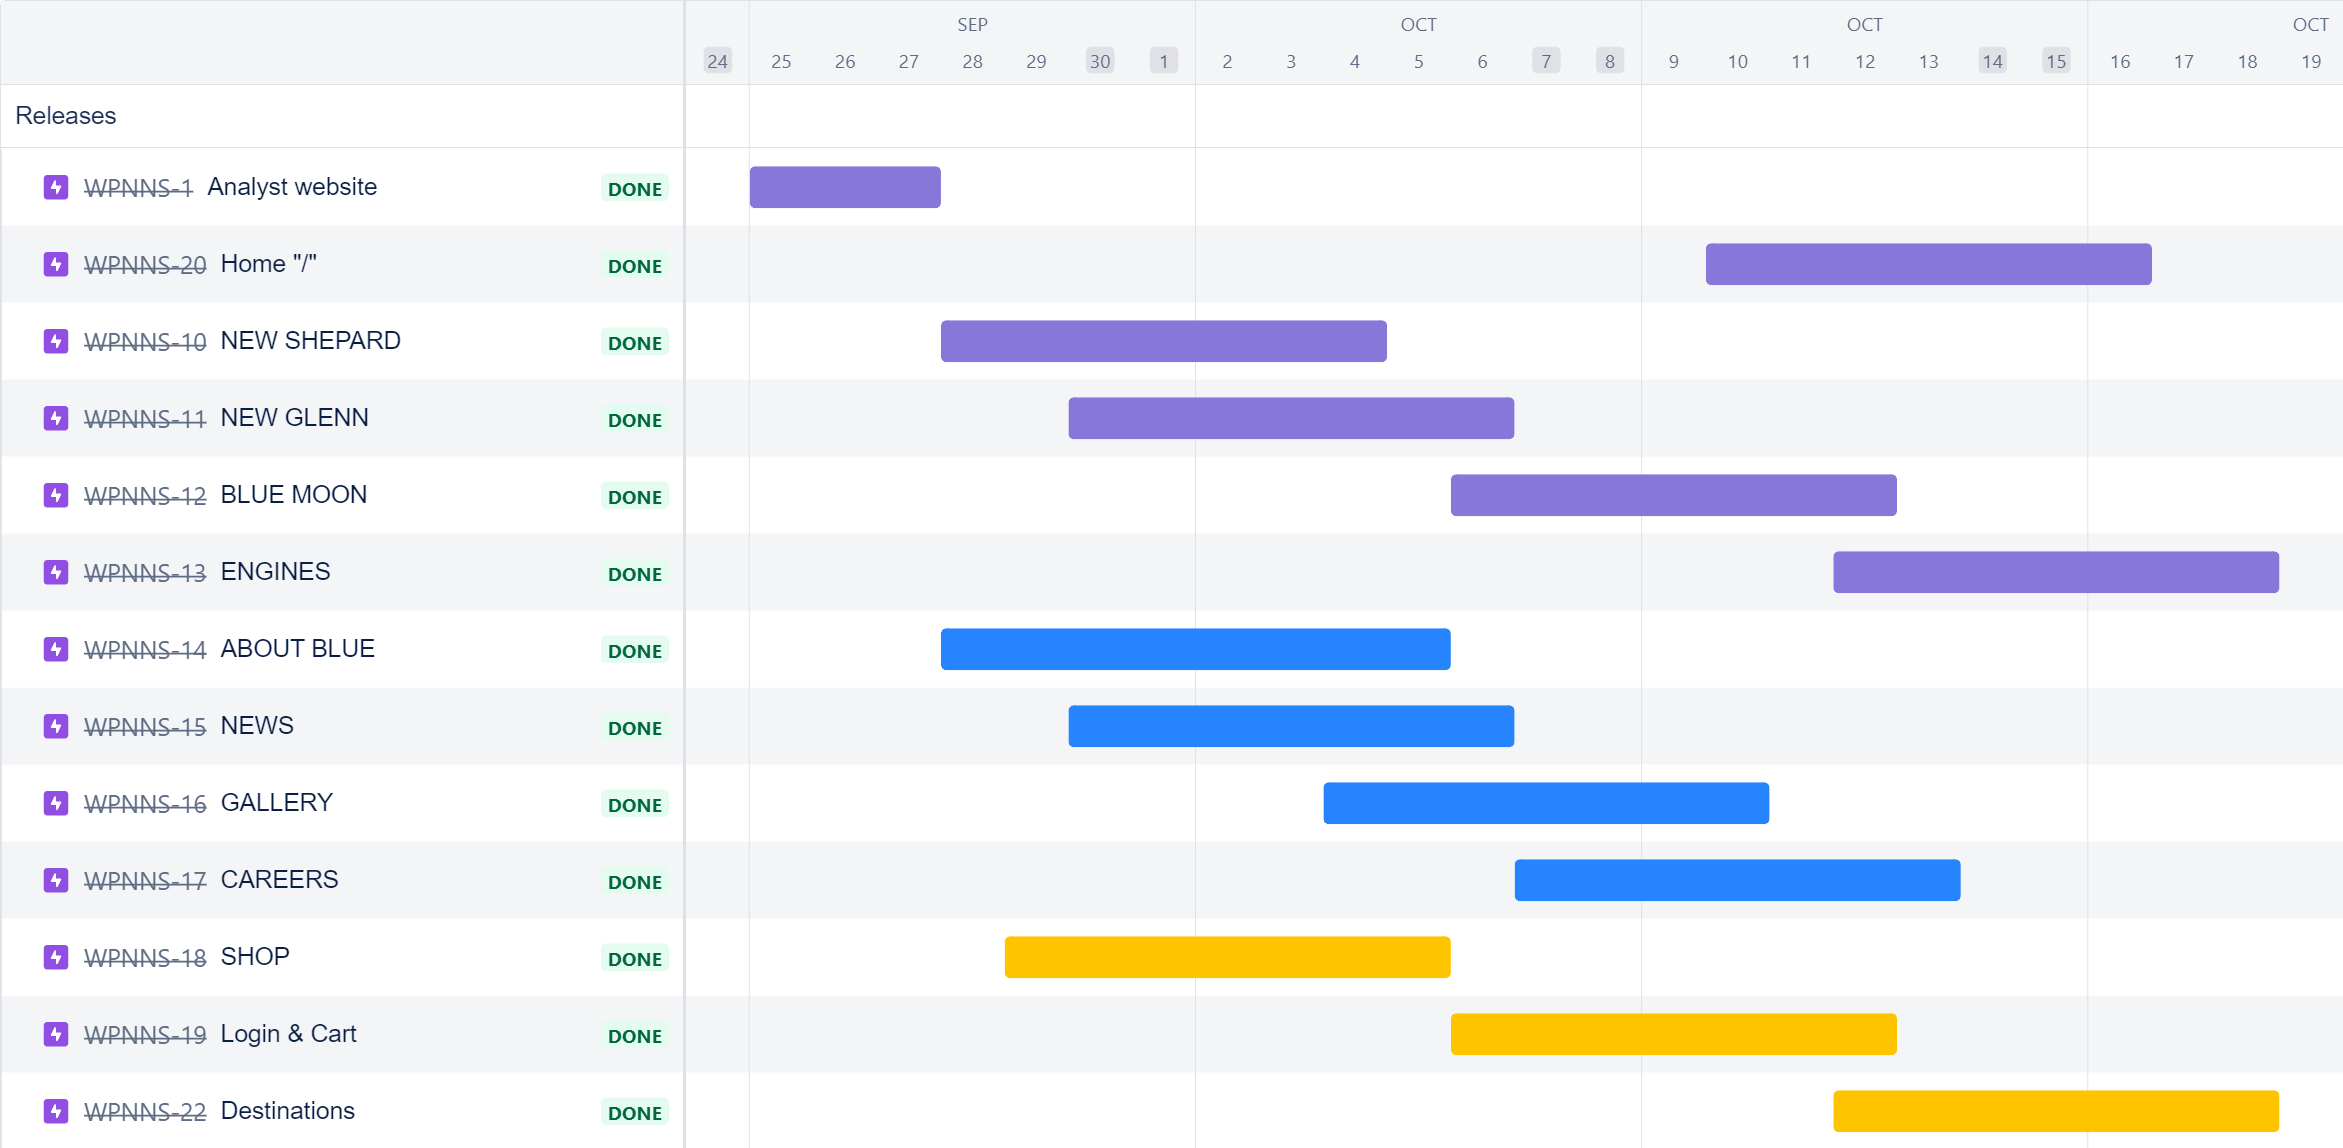 SEP OCT OCT OCT
24 25 26 27 28 29 30 1 2 3 4 5 6 7 8 9 10 11 12 13 14 15 16 17 18 19
Releases
WPNNS-1 Analyst website DONE
WPNNS-20 Home "/" DONE
WPNNS-10 NEW SHEPARD DONE
WPNNS-11 NEW GLENN DONE
WPNNS-12 BLUE MOON DONE
WPNNS-13 ENGINES DONE
WPNNS-14 ABOUT BLUE DONE
WPNNS-15 NEWS DONE
WPNNS-16 GALLERY DONE
WPNNS-17 CAREERS DONE
WPNNS-18 SHOP DONE
WPNNS-19 Login & Cart DONE
WPNNS-22 Destinations DONE